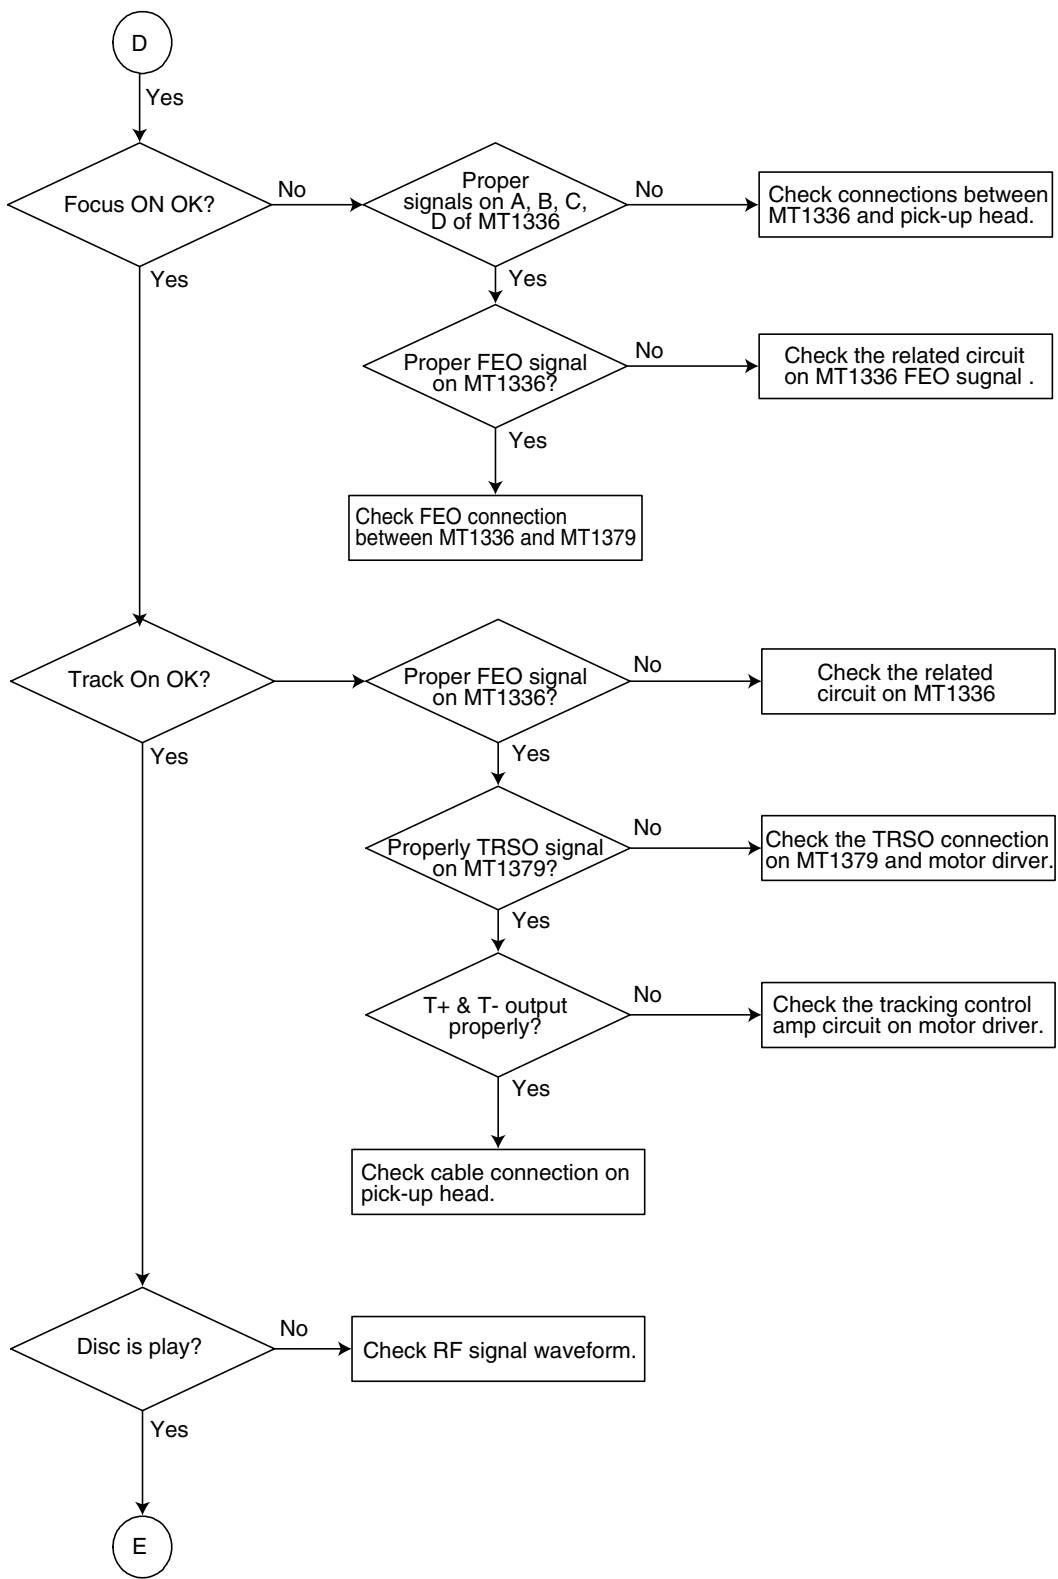 D
Yes
Focus ON OK?
No
Proper
signals on A, B, C,
D of MT1336
No
Check connections between
MT1336 and pick-up head.
Yes
Yes
Proper FEO signal
on MT1336?
No
Check the related circuit
on MT1336 FEO sugnal .
Yes
Check FEO connection
between MT1336 and MT1379
Track On OK?
Proper FEO signal
on MT1336?
No
Check the related
circuit on MT1336
Yes
Yes
Properly TRSO signal
on MT1379?
No
Check the TRSO connection
on MT1379 and motor dirver.
Yes
T+ & T- output
properly?
No
Check the tracking control
amp circuit on motor driver.
Yes
Check cable connection on
pick-up head.
Disc is play?
No
Check RF signal waveform.
Yes
E